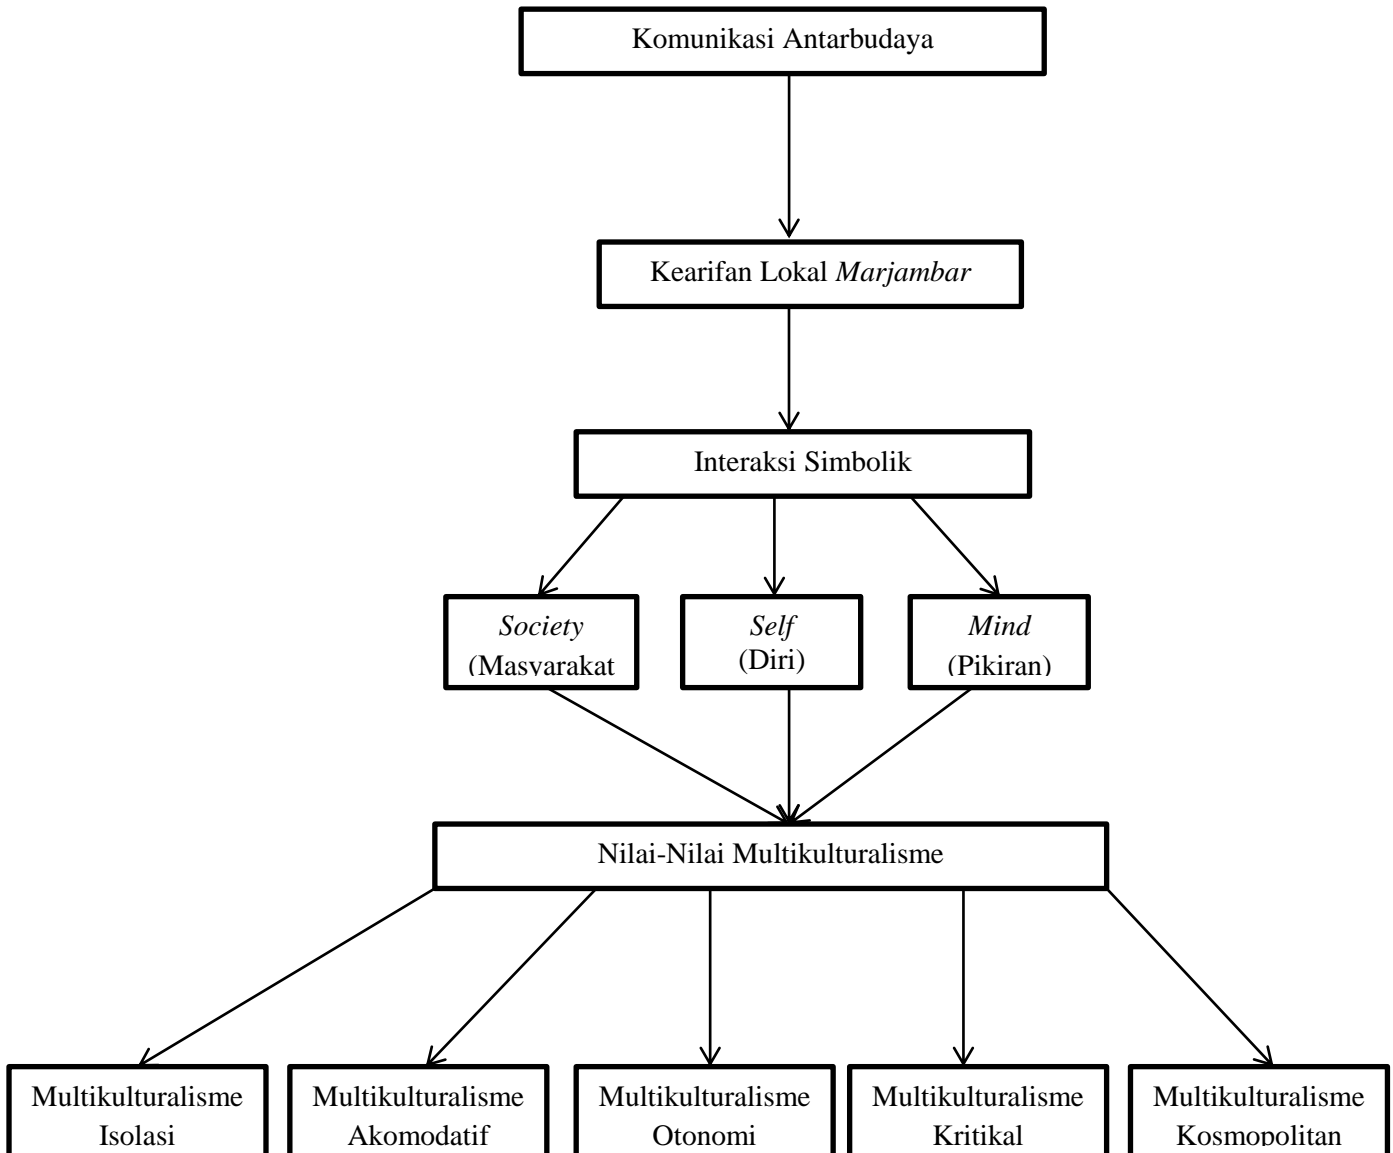 Komunikasi Antarbudaya
Kearifan Lokal Marjambar
Interaksi Simbolik
Society
(Masyarakat
Self
(Diri)
Mind
(Pikiran)
Nilai-Nilai Multikulturalisme
Multikulturalisme
Isolasi
Multikulturalisme
Akomodatif
Multikulturalisme
Otonomi
Multikulturalisme
Kritikal
Multikulturalisme
Kosmopolitan